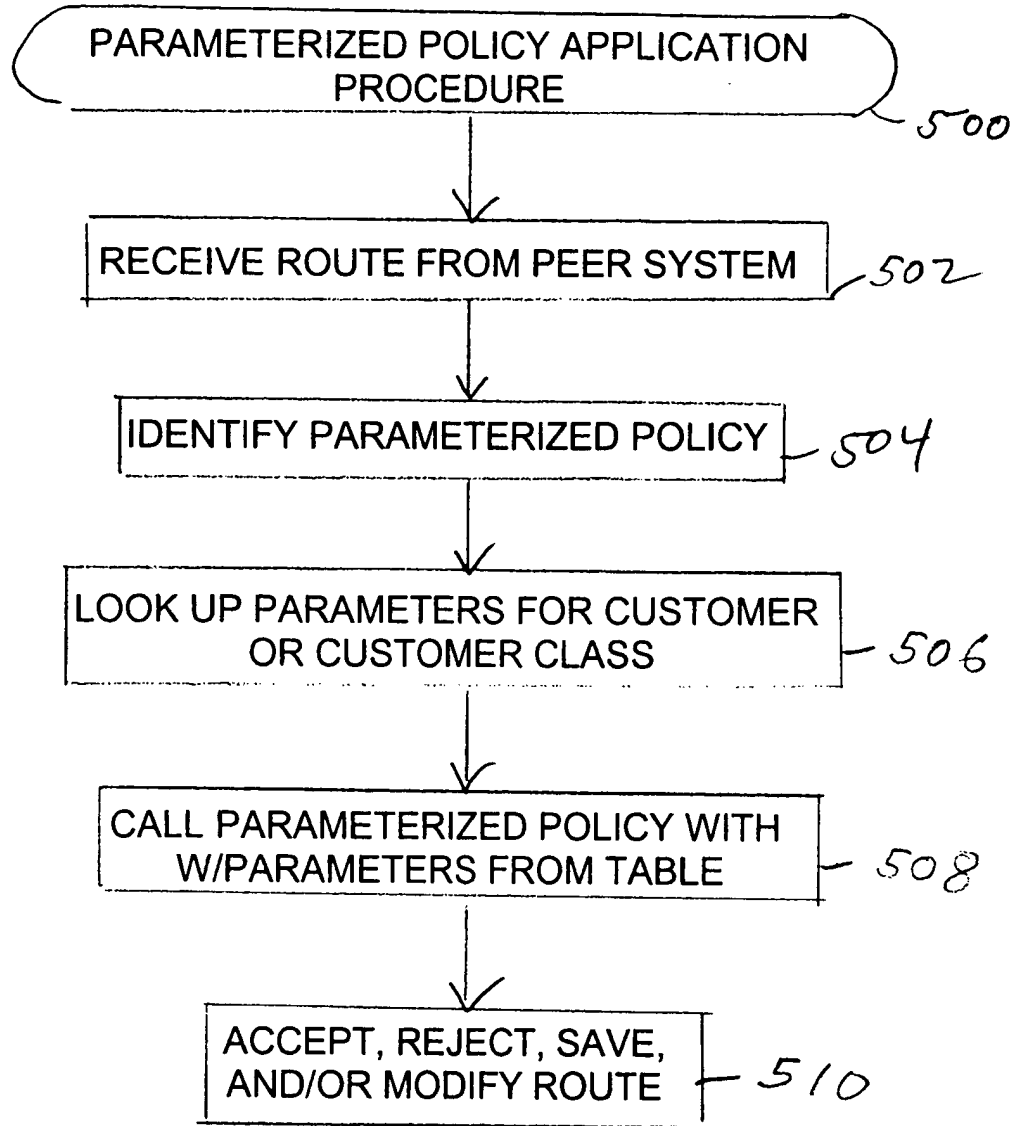 PARAMETERIZED POLICY APPLICATION
PROCEDURE
500
RECEIVE ROUTE FROM PEER SYSTEM
502
IDENTIFY PARAMETERIZED POLICY
504
LOOK UP PARAMETERS FOR CUSTOMER
OR CUSTOMER CLASS
506
CALL PARAMETERIZED POLICY WITH
W/PARAMETERS FROM TABLE
508
ACCEPT, REJECT, SAVE,
AND/OR MODIFY ROUTE
510